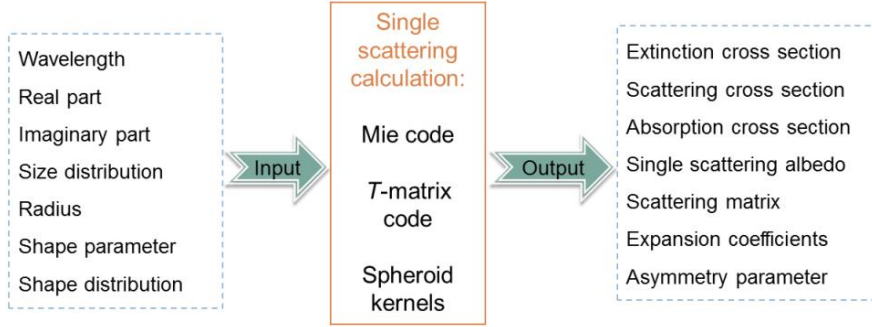 Wavelength
Real part
Imaginary part
Size distribution
Radius
Shape parameter
Shape distribution
Input
Single
scattering
calculation:
Mie code
T-matrix
code
Spheroid
kernels
Output
Extinction cross section
Scattering cross section
Absorption cross section
Single scattering albedo
Scattering matrix
Expansion coefficients
Asymmetry parameter